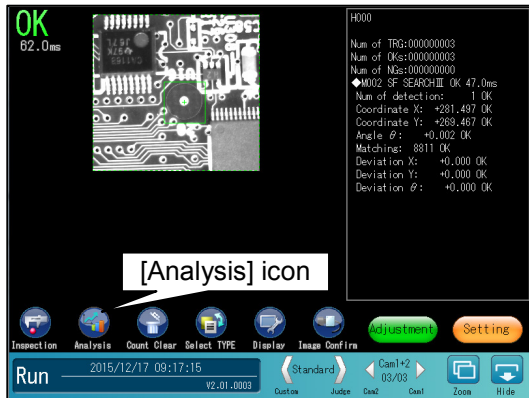 OK
62.0ms
H000
Num of TRG:000000003
Num of OKs:000000003
Num of NGs:000000000
◆M002 SF SEARCHⅢ OK 47.0ms
Num of detection: 1 OK
Coordinate X: +281.497 OK
Coordinate Y: +269.467 OK
Angle θ: +0.002 OK
Matching: 8811 OK
Deviation X: +0.000 OK
Deviation Y: +0.000 OK
Deviation θ: +0.000 OK
[Analysis] icon
Inspection Analysis Count Clear Select TYPE Display Image Confirm
Adjustment Setting
Run 2015/12/17 09:17:15
V2.01.0003
Standard
Custom Judge
Cam1+2
03/03
Cam2 Cam1
Zoom Hide